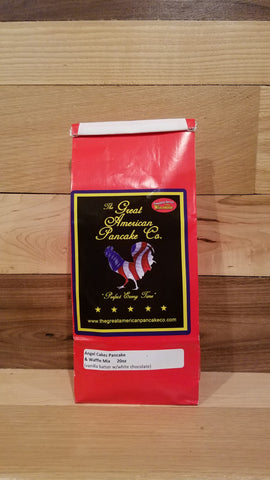 The
Great
American
Pancake Co.
"Perfect Every Time"
www.thegreatamericanpancakeco.com
Angel Cakes Pancake
& Waffle Mix 20oz
(vanilla batter w/white chocolate)